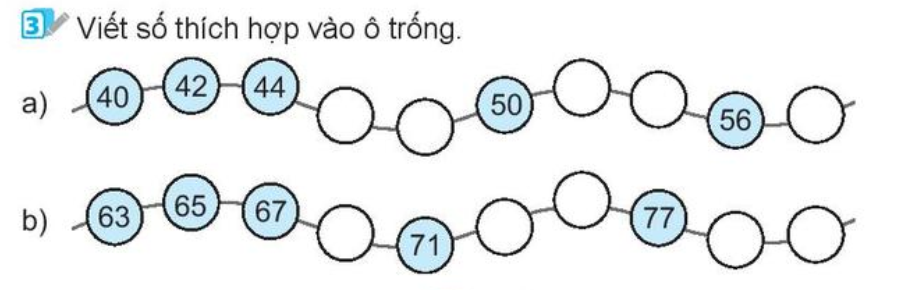 3 Viết số thích hợp vào ô trống.
a) 40 42 44 50 56
b) 63 65 67 71 77